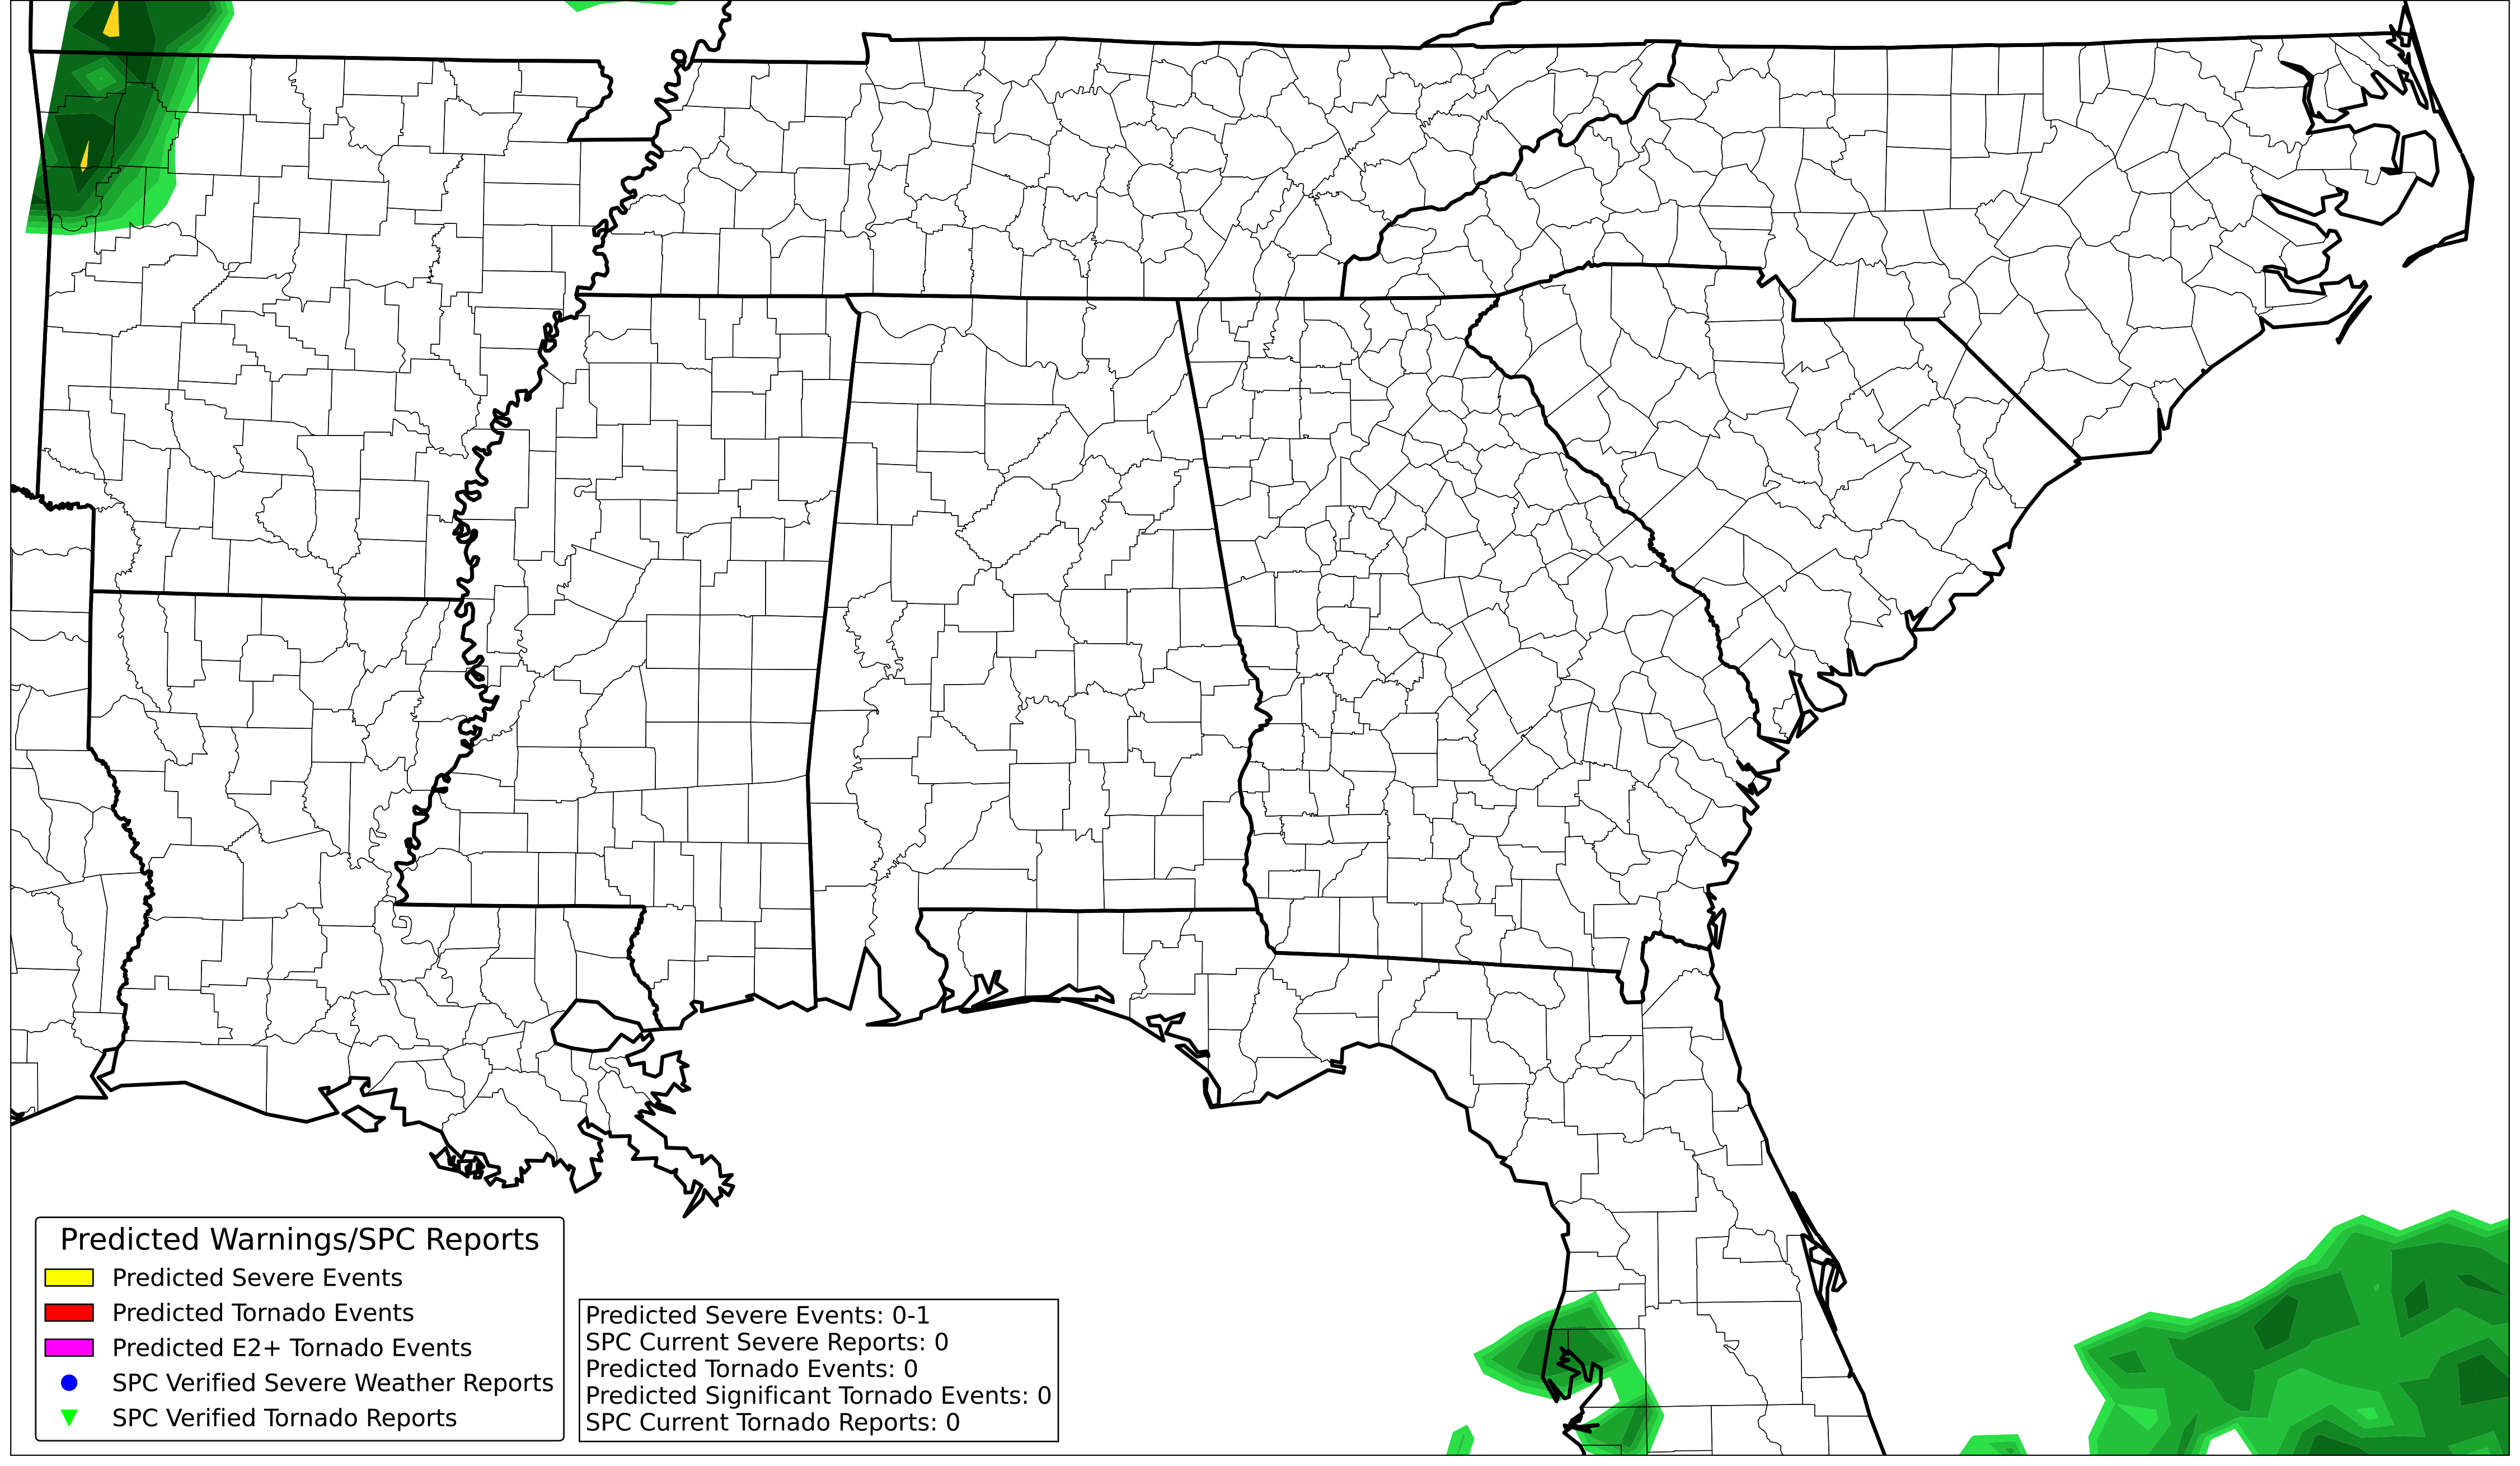 Predicted Warnings/SPC Reports
Predicted Severe Events
Predicted Tornado Events
Predicted E2+ Tornado Events
SPC Verified Severe Weather Reports
SPC Verified Tornado Reports
Predicted Severe Events: 0-1
SPC Current Severe Reports: 0
Predicted Tornado Events: 0
Predicted Significant Tornado Events: 0
SPC Current Tornado Reports: 0